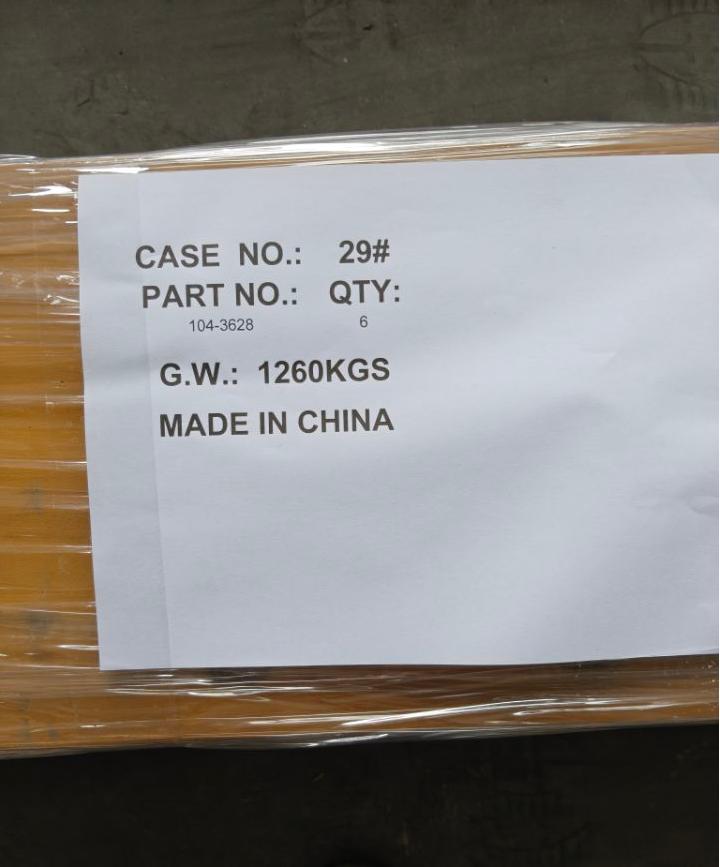 CASE NO.: 29#
PART NO.: QTY:
104-3628 6
G.W.: 1260KGS
MADE IN CHINA